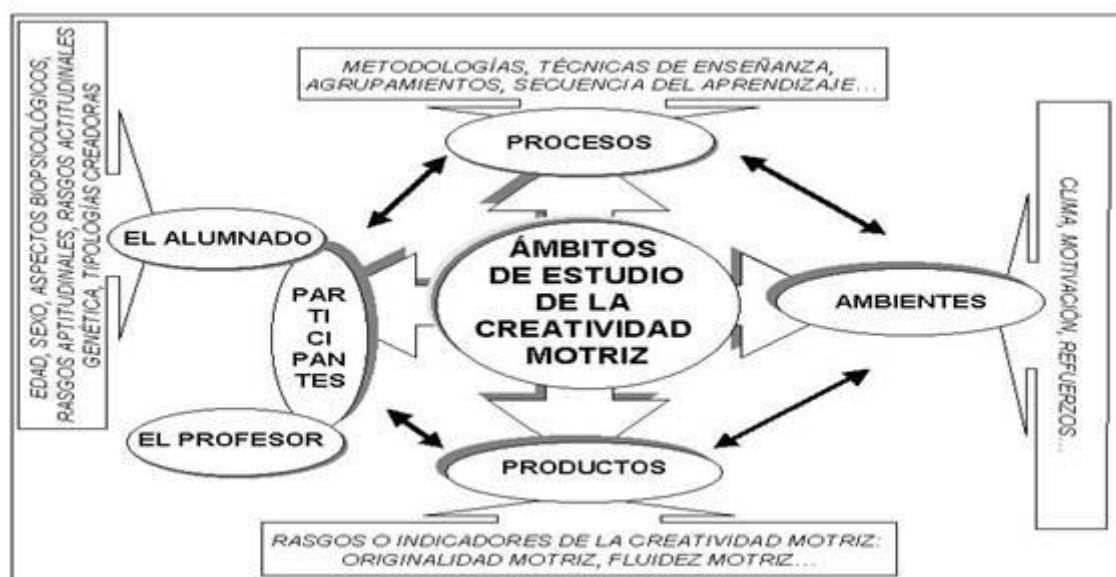 METODOLOGÍAS, TÉCNICAS DE ENSEÑANZA,
AGRUPAMIENTOS, SECUENCIA DEL APRENDIZAJE...
PROCESOS
EDAD, SEXO, ASPECTOS BIOPSICOLÓGICOS,
RASGOS APTITUDINALES, RASGOS ACTITUDINALES
GENÉTICA, TIPOLOGÍAS CREADORAS
EL ALUMNADO
PAR
TI
CI
PAN
TES
EL PROFESOR
ÁMBITOS
DE ESTUDIO
DE LA
CREATIVIDAD
MOTRIZ
AMBIENTES
CLIMA, MOTIVACIÓN, REFUERZOS...
PRODUCTOS
RASGOS O INDICADORES DE LA CREATIVIDAD MOTRIZ:
ORIGINALIDAD MOTRIZ, FLUIDEZ MOTRIZ...